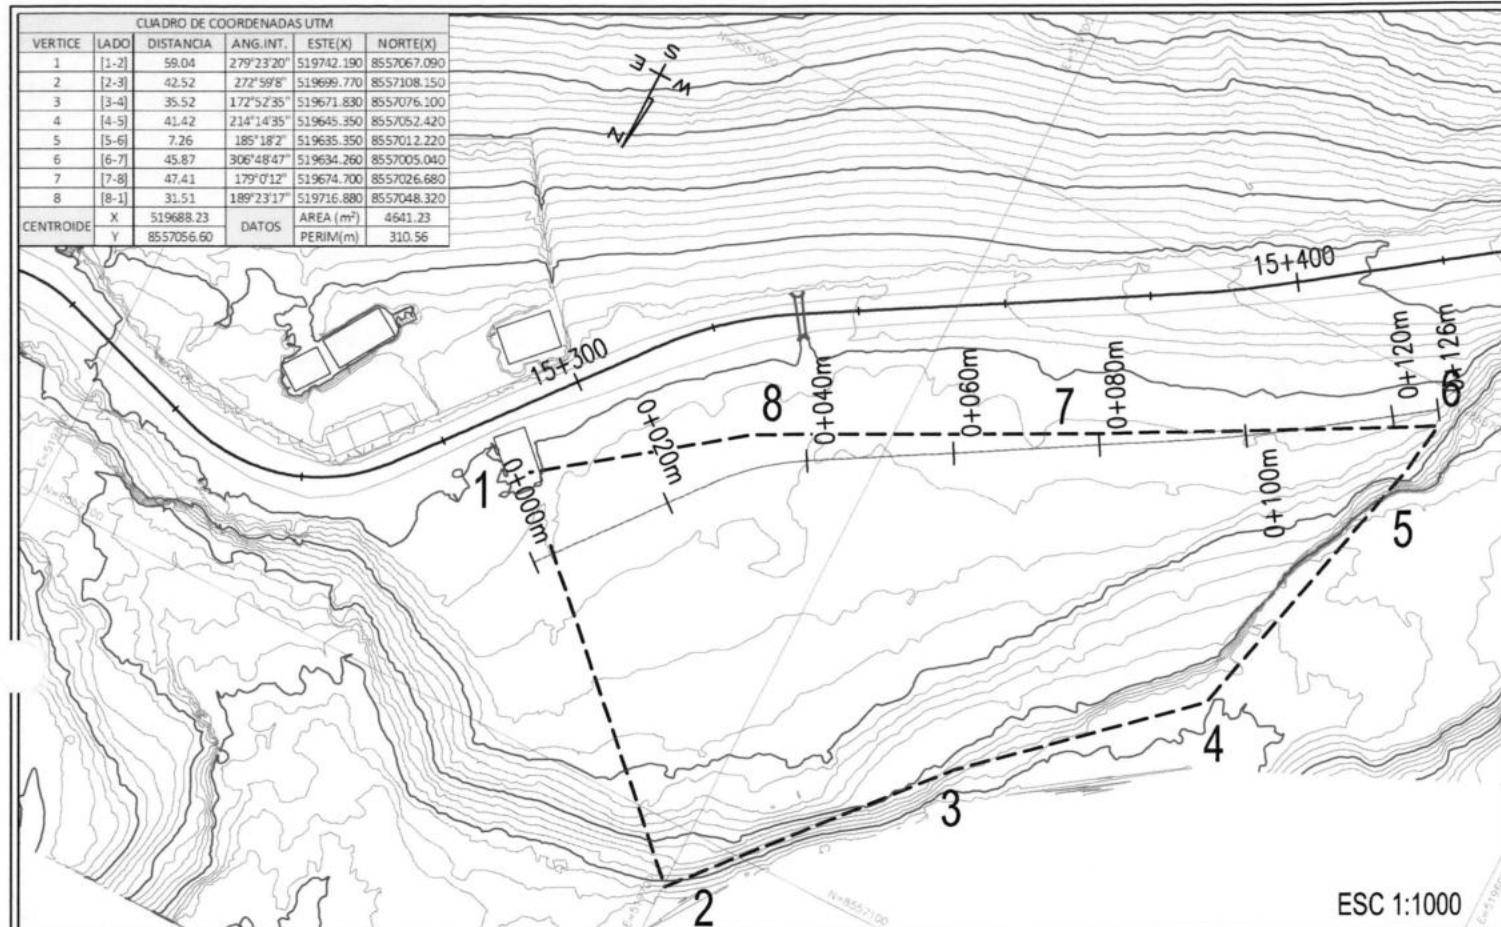 CUADRO DE COORDENADAS UTM
VERTICE LADO DISTANCIA ANG.INT. ESTE(X) NORTE(X)
1 [1-2] 59.04 279°23'20" 519742.190 8557067.090
2 [2-3] 42.52 272°59'8" 519699.770 8557108.150
3 [3-4] 35.52 172°52'35" 519671.830 8557076.100
4 [4-5] 41.42 214°14'35" 519645.350 8557052.420
5 [5-6] 7.26 185°18'2" 519635.350 8557012.220
6 [6-7] 45.87 306°48'47" 519634.260 8557005.040
7 [7-8] 47.41 179°0'12" 519674.700 8557026.680
8 [8-1] 31.51 189°23'17" 519716.880 8557048.320
CENTROIDE X 519688.23 DATOS AREA (m²) 4641.23
Y 8557056.60 PERIM(m) 310.56
N=8557000
S
E
W
N
15+400
15+300
0+120m
0+126m
6
8
0+040m
0+060m
7
0+080m
0+020m
1
0+000m
0+100m
5
4
3
2
N=8557100
ESC 1:1000